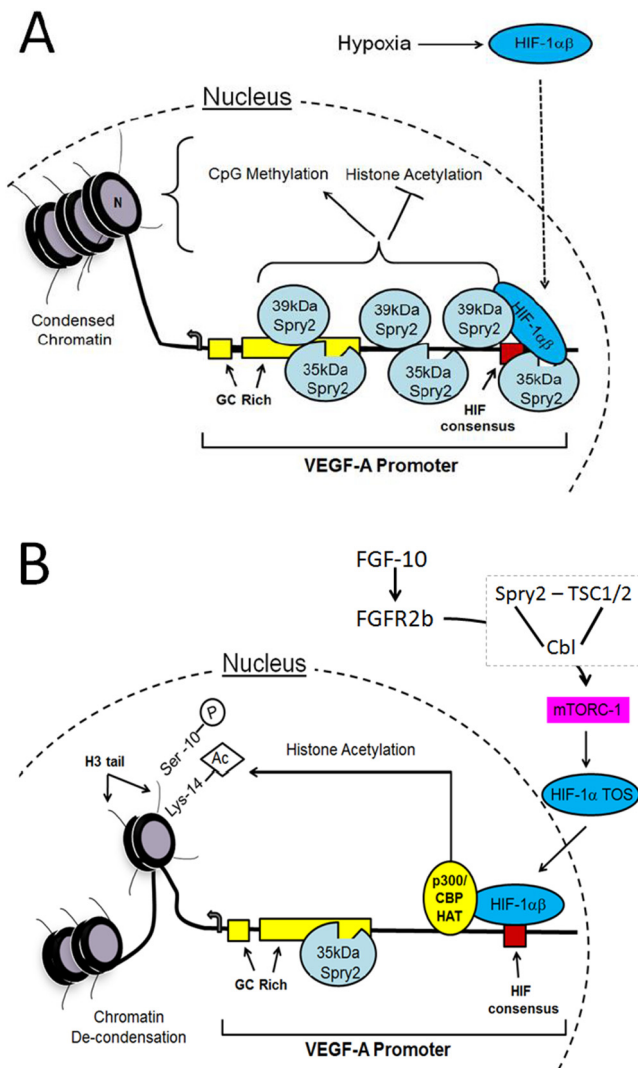 A
Hypoxia
HIF-1αβ
Nucleus
CpG Methylation
Histone Acetylation
N
Condensed
Chromatin
39kDa
Spry2
39kDa
Spry2
39kDa
Spry2
HIF-1αβ
35kDa
Spry2
35kDa
Spry2
35kDa
Spry2
GC Rich
HIF
consensus
VEGF-A Promoter
B
FGF-10
FGFR2b
Spry2 – TSC1/2
Cbl
mTORC-1
HIF-1α TOS
Nucleus
P
Ser -10
Ac
Lys-14
H3 tail
Histone Acetylation
p300/
CBP
HAT
HIF-1αβ
35kDa
Spry2
GC Rich
HIF
consensus
Chromatin
De-condensation
VEGF-A Promoter